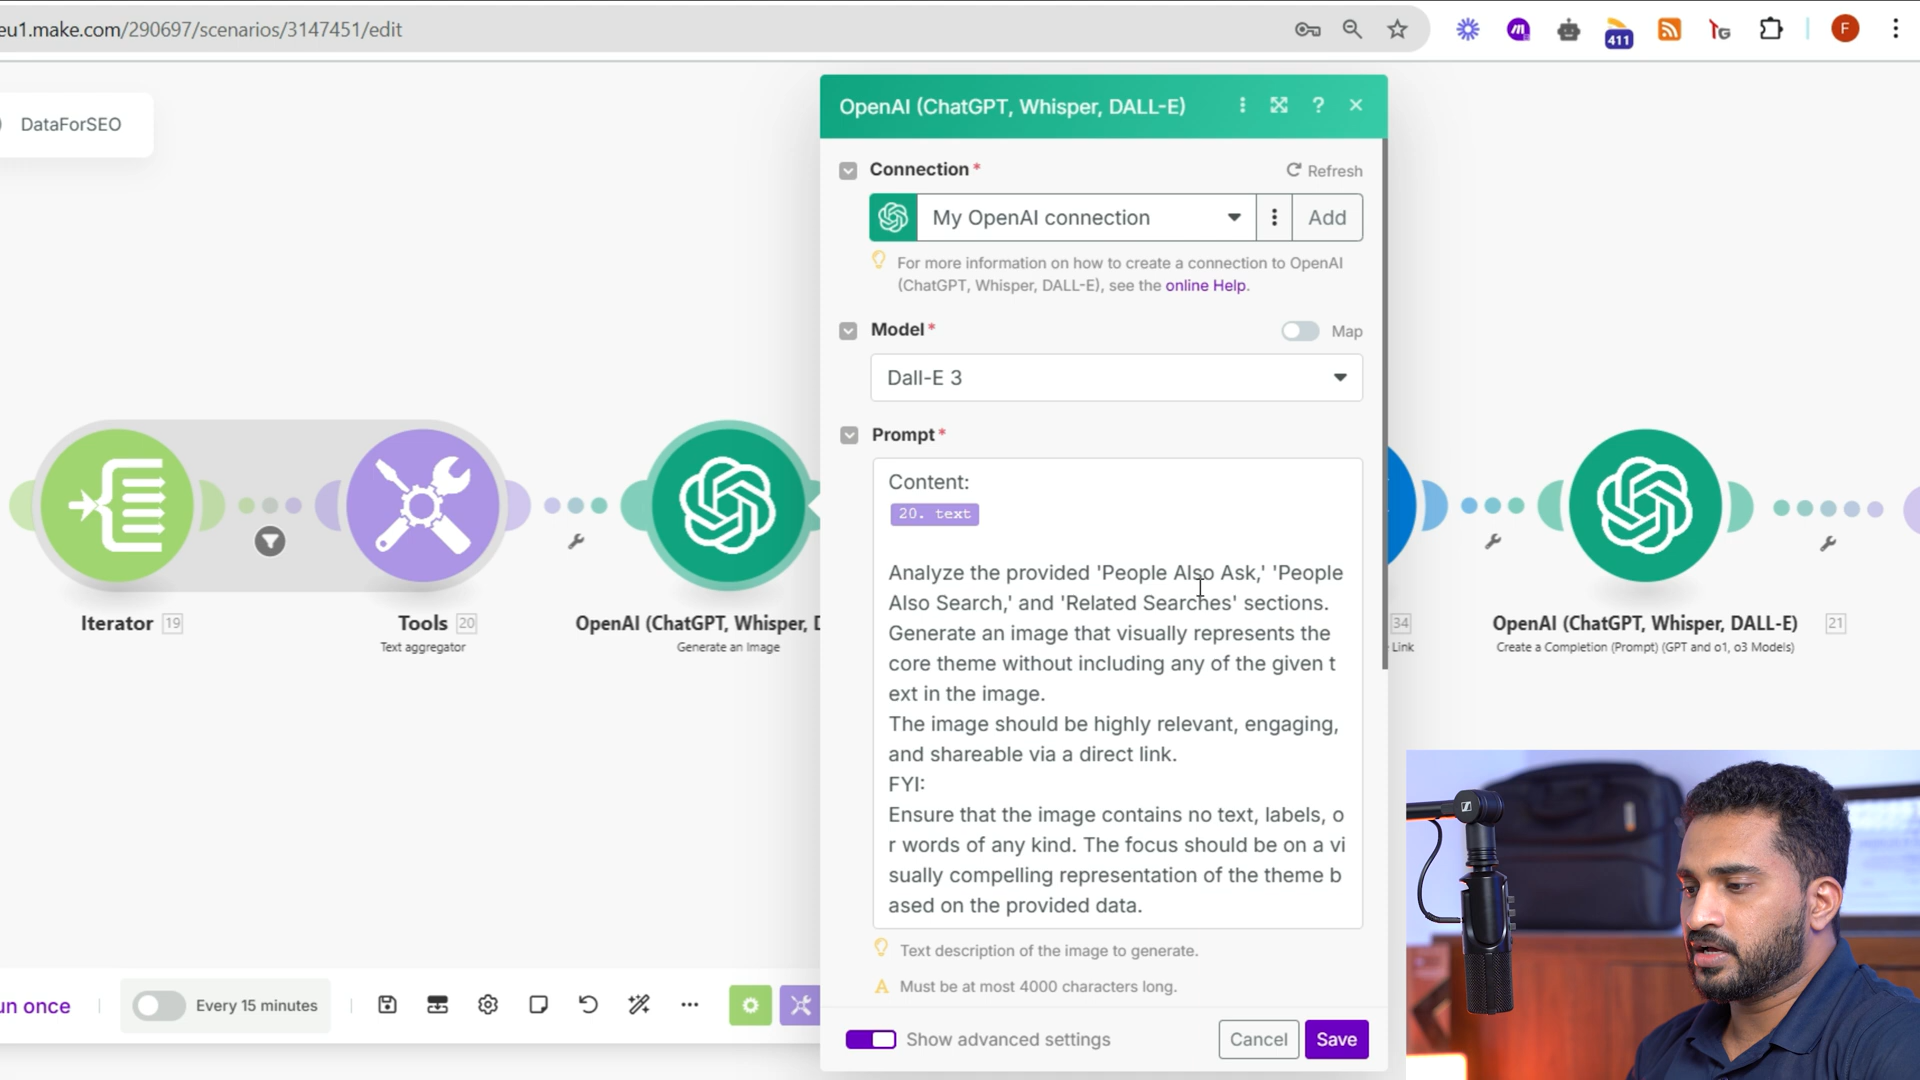 eu1.make.com/290697/scenarios/3147451/edit
411
F
DataForSEO
OpenAI (ChatGPT, Whisper, DALL-E)
Connection *
Refresh
My OpenAI connection
Add
For more information on how to create a connection to OpenAI
(ChatGPT, Whisper, DALL-E), see the online Help.
Model *
Map
Dall-E 3
Prompt *
Content:
20. text
Analyze the provided 'People Also Ask,' 'People
Also Search,' and 'Related Searches' sections.
Generate an image that visually represents the
core theme without including any of the given t
ext in the image.
The image should be highly relevant, engaging,
and shareable via a direct link.
FYI:
Ensure that the image contains no text, labels, o
r words of any kind. The focus should be on a vi
sually compelling representation of the theme b
ased on the provided data.
Text description of the image to generate.
Must be at most 4000 characters long.
Show advanced settings
Cancel
Save
Iterator 19
Tools 20
Text aggregator
OpenAI (ChatGPT, Whisper, D
Generate an Image
34
Link
OpenAI (ChatGPT, Whisper, DALL-E) 21
Create a Completion (Prompt) (GPT and o1, o3 Models)
un once
Every 15 minutes